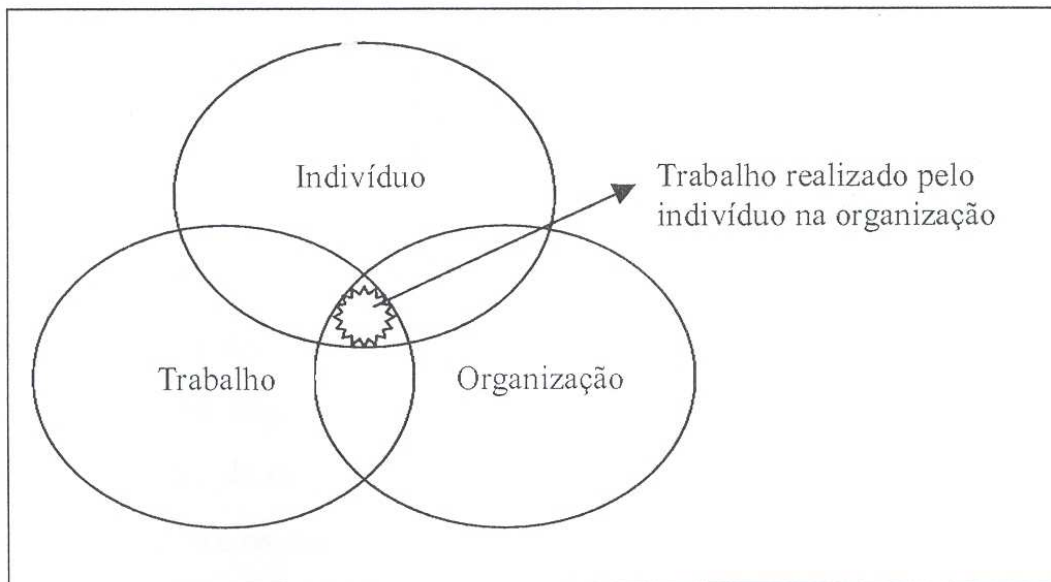 Indivíduo
Trabalho realizado pelo
indivíduo na organização
Trabalho
Organização